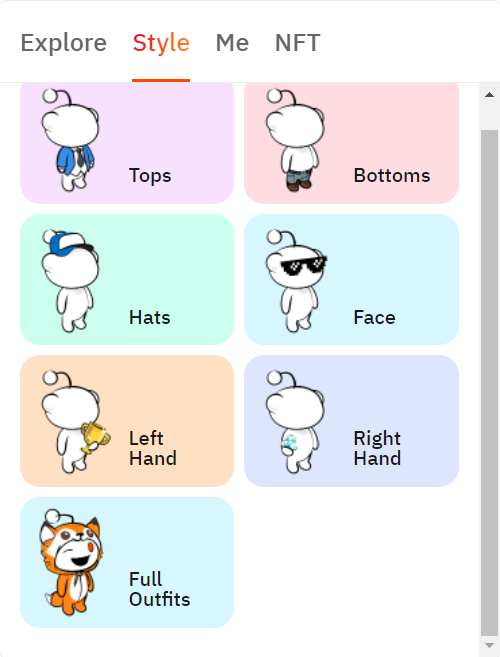 Explore Style Me NFT
Tops
Bottoms
Hats
Face
Left
Hand
Right
Hand
Full
Outfits